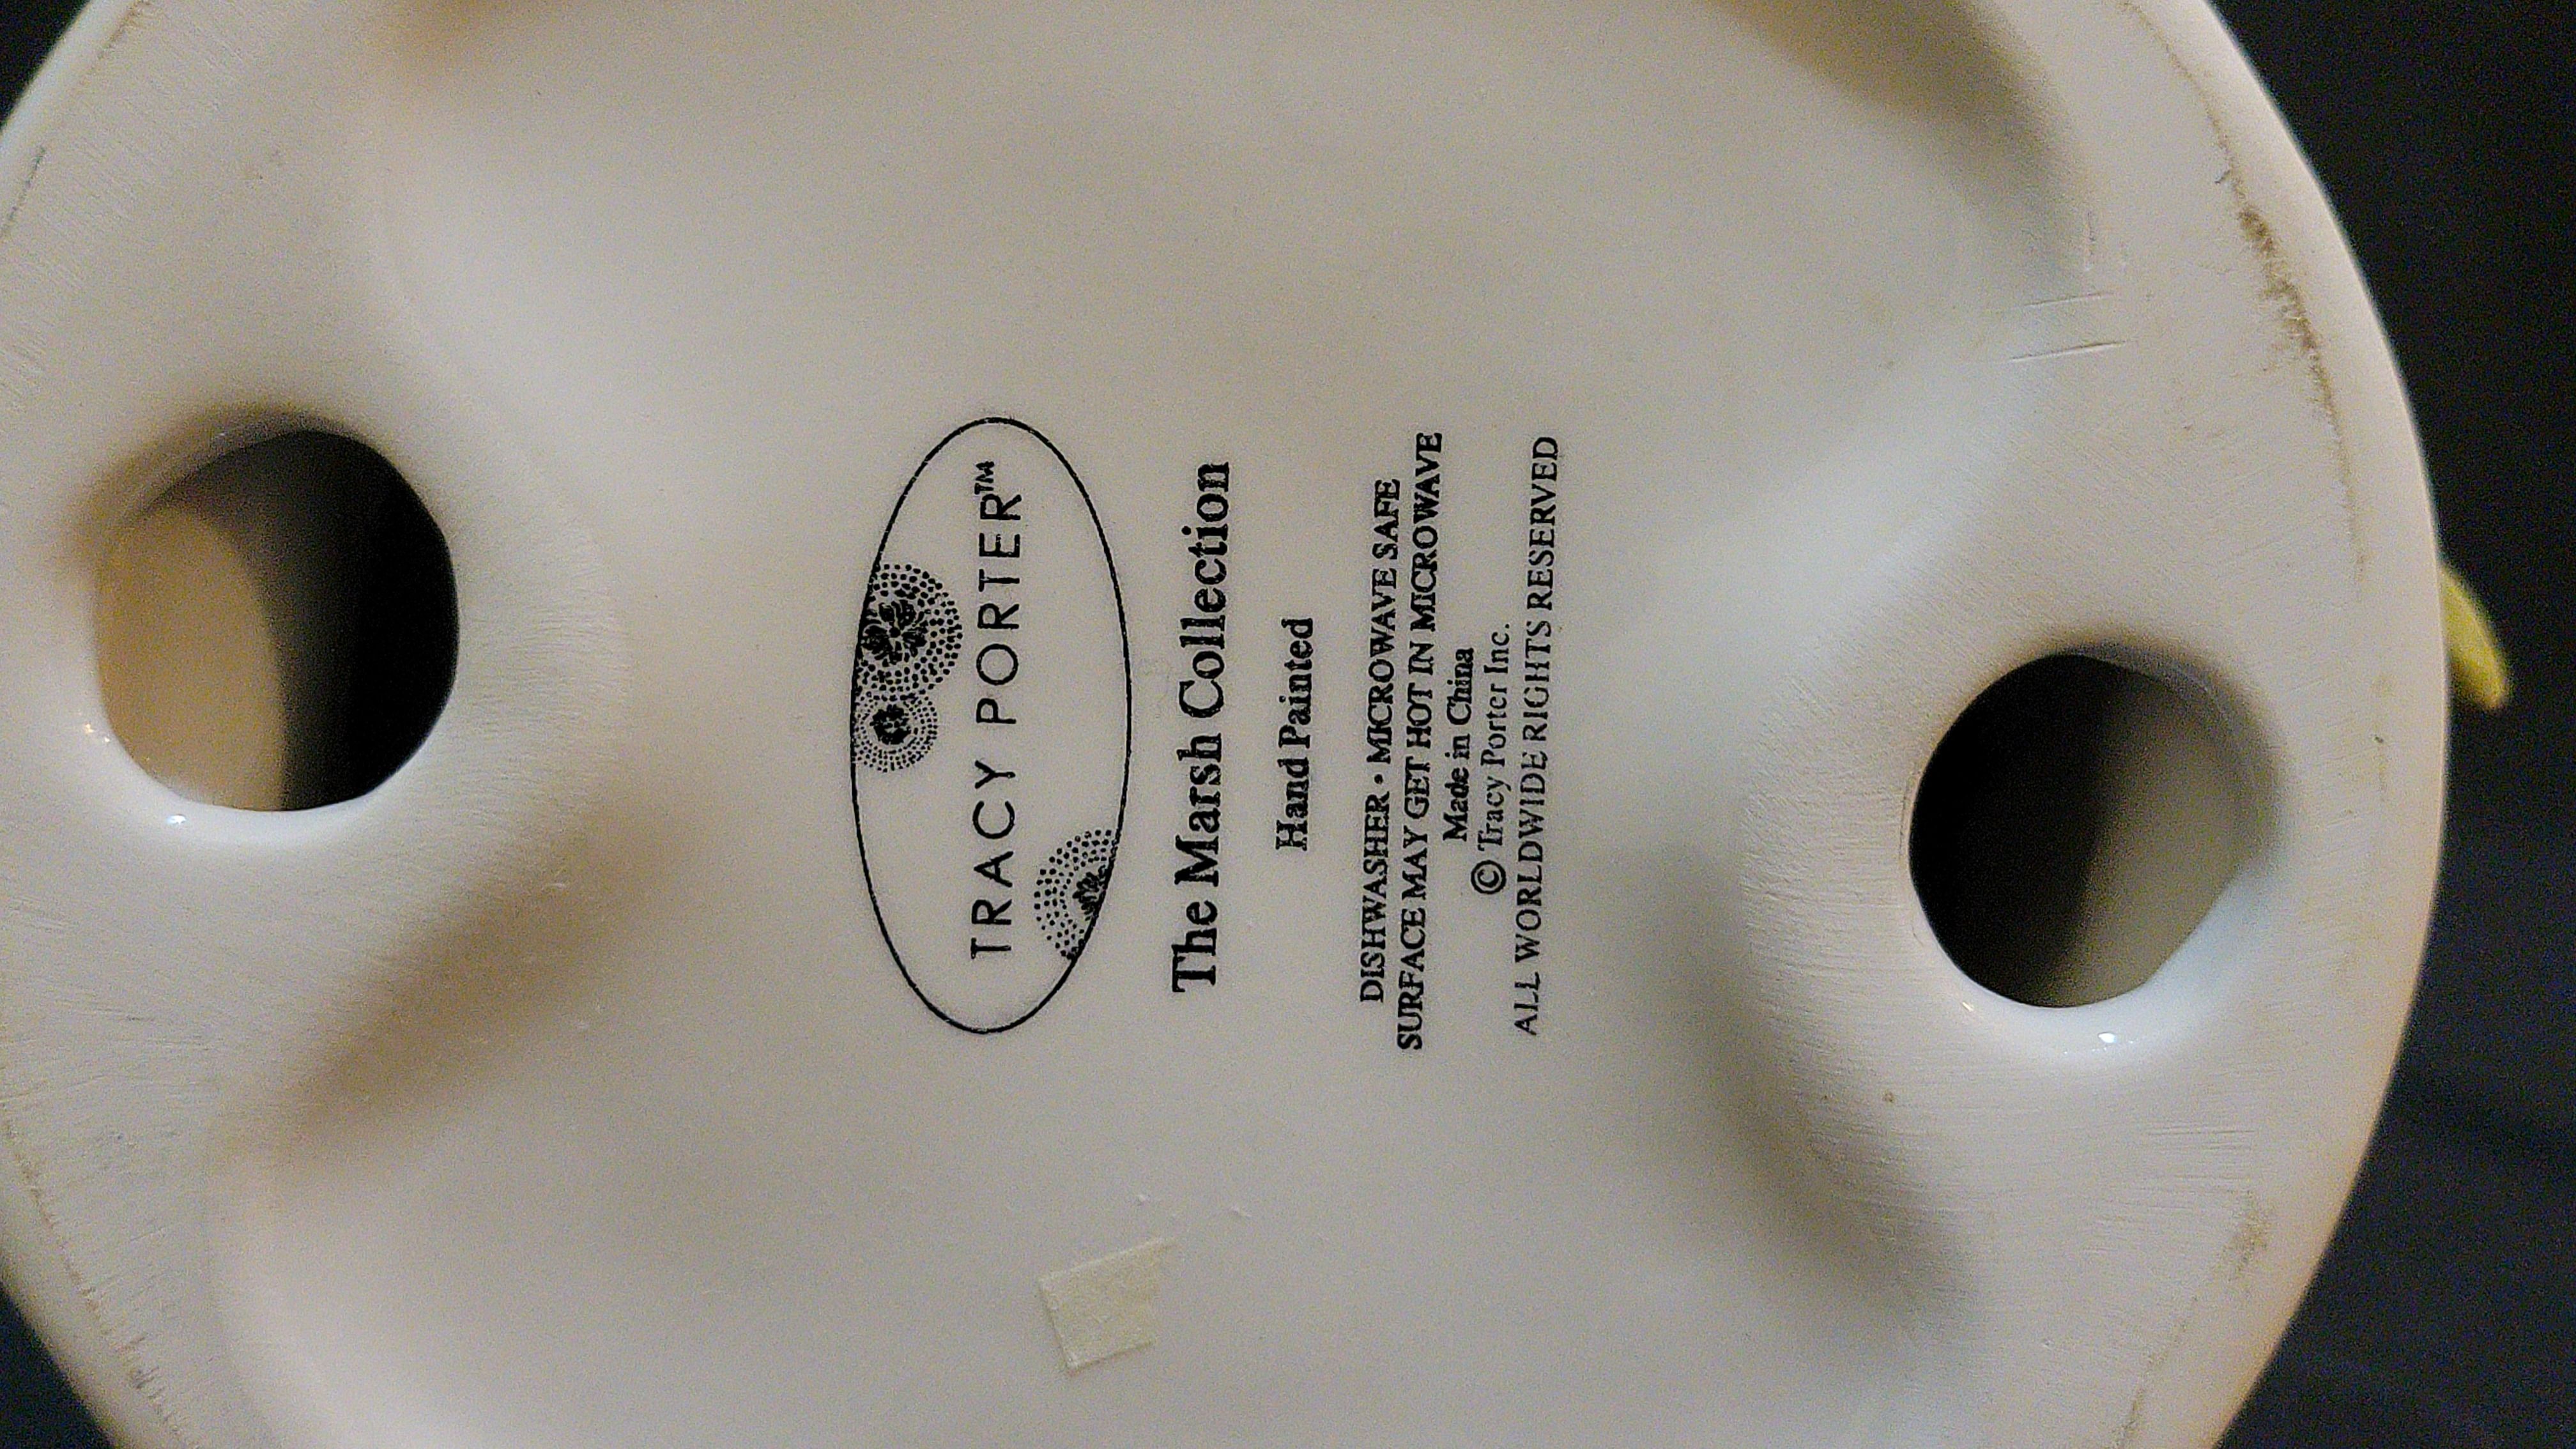 TRACY PORTER™
The Marsh Collection
Hand Painted
DISHWASHER • MICROWAVE SAFE
SURFACE MAY GET HOT IN MICROWAVE
Made in China
© Tracy Porter Inc.
ALL WORLDWIDE RIGHTS RESERVED